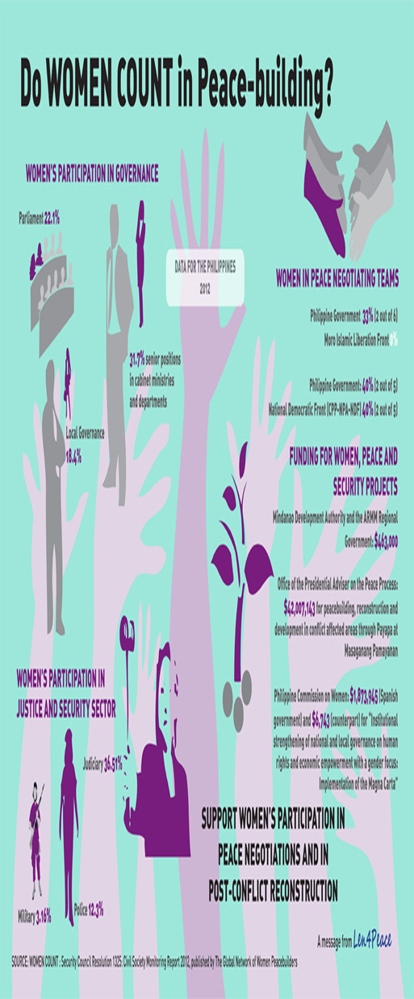 Do WOMEN COUNT in Peace-building?
WOMEN'S PARTICIPATION IN GOVERNANCE
Parliament 22.1%
31.7% senior positions
in cabinet ministries
and departments
Local Governance
18.4%
DATA FOR THE PHILIPPINES
2012
WOMEN IN PEACE NEGOTIATING TEAMS
Philippine Government 33% (2 out of 6)
Moro Islamic Liberation Front 0%
Philippine Government: 40% (2 out of 5)
National Democratic Front (CPP-NPA-NDF) 40% (2 out of 5)
FUNDING FOR WOMEN, PEACE AND
SECURITY PROJECTS
Mindanao Development Authority and the ARMM Regional
Government: $463,000
Office of the Presidential Adviser on the Peace Process:
$42,007,143 for peacebuilding, reconstruction and
development in conflict affected areas through Payapa at
Masaganang Pamayanan
Philippine Commission on Women: $1,873,945 (Spanish
government) and $6,743 (counterpart) for "Institutional
strengthening of national and local governance on human
rights and economic empowerment with a gender focus:
Implementation of the Magna Carta"
WOMEN'S PARTICIPATION IN
JUSTICE AND SECURITY SECTOR
Judiciary 36.51%
Military 3.16%
Police 12.3%
SUPPORT WOMEN'S PARTICIPATION IN
PEACE NEGOTIATIONS AND IN
POST-CONFLICT RECONSTRUCTION
A message from Len4Peace
SOURCE: WOMEN COUNT : Security Council Resolution 1325: Civil Society Monitoring Report 2012, published by The Global Network of Women Peacebuilders